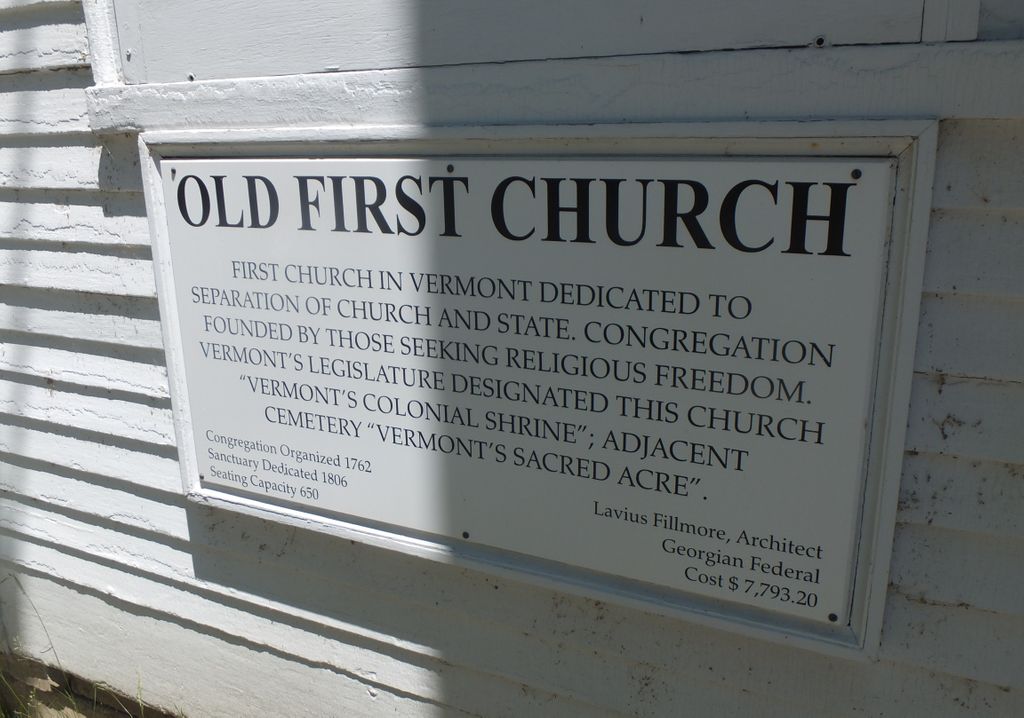 OLD FIRST CHURCH
FIRST CHURCH IN VERMONT DEDICATED TO
SEPARATION OF CHURCH AND STATE. CONGREGATION
FOUNDED BY THOSE SEEKING RELIGIOUS FREEDOM.
VERMONT'S LEGISLATURE DESIGNATED THIS CHURCH
“VERMONT'S COLONIAL SHRINE”; ADJACENT
CEMETERY “VERMONT'S SACRED ACRE”.
Congregation Organized 1762
Sanctuary Dedicated 1806
Seating Capacity 650
Lavius Fillmore, Architect
Georgian Federal
Cost $ 7,793.20